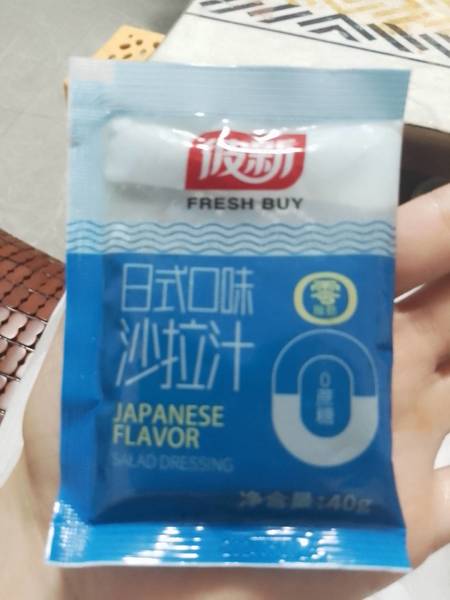 新
FRESH BUY
日式口味
沙拉汁
零
JAPANESE
FLAVOR
SALAD DRESSING
0
蔗
糖
净含量:40g